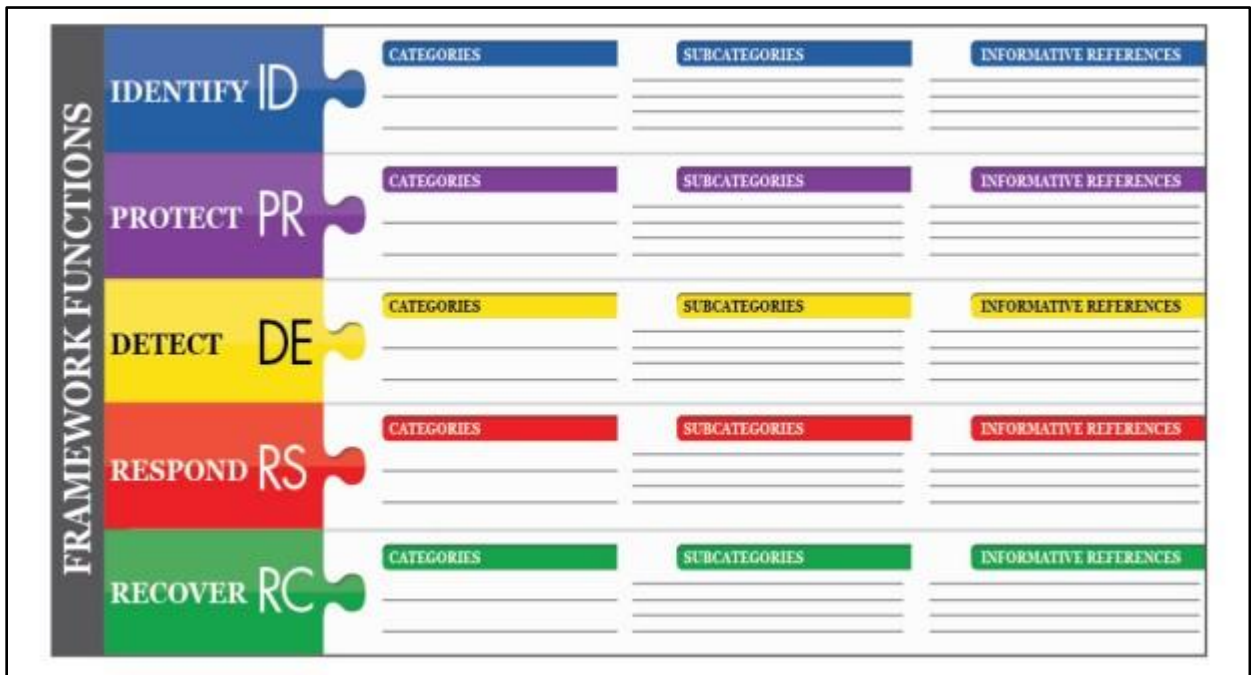 FRAMEWORK FUNCTIONS
IDENTIFY ID
CATEGORIES
SUBCATEGORIES
INFORMATIVE REFERENCES
PROTECT PR
CATEGORIES
SUBCATEGORIES
INFORMATIVE REFERENCES
DETECT DE
CATEGORIES
SUBCATEGORIES
INFORMATIVE REFERENCES
RESPOND RS
CATEGORIES
SUBCATEGORIES
INFORMATIVE REFERENCES
RECOVER RC
CATEGORIES
SUBCATEGORIES
INFORMATIVE REFERENCES